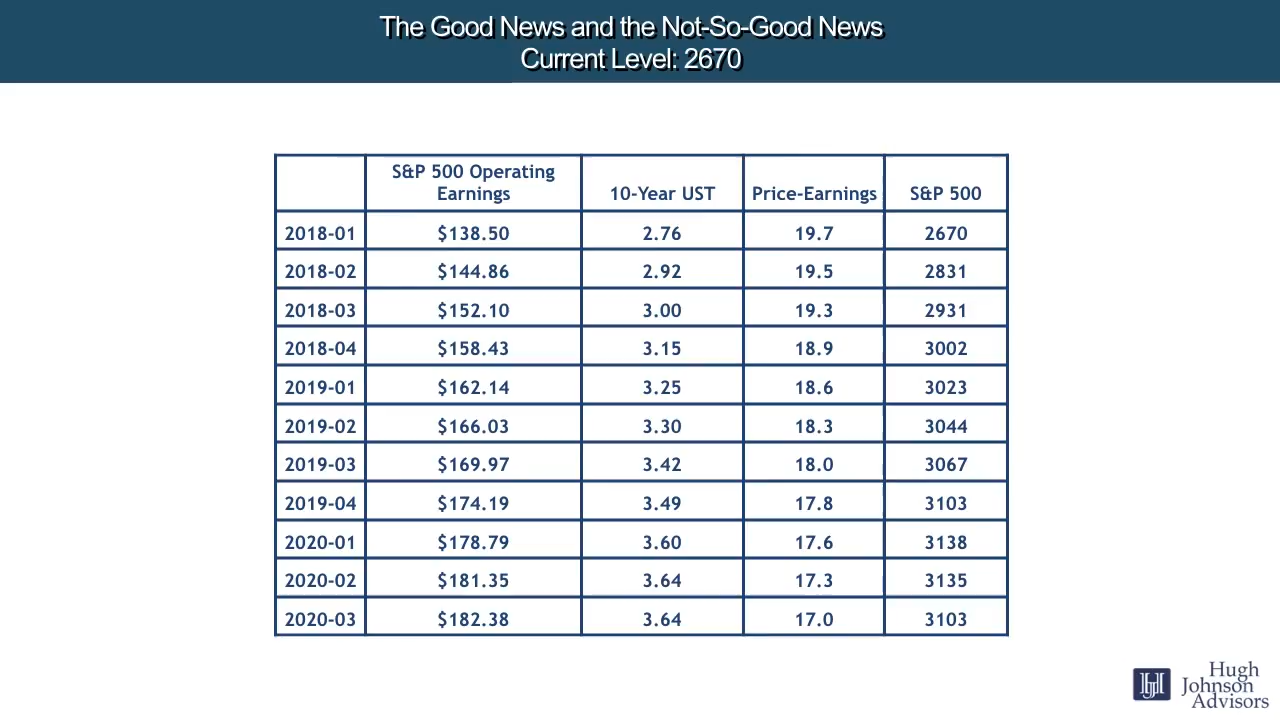 The Good News and the Not-So-Good News
Current Level: 2670
S&P 500 Operating
Earnings 10-Year UST Price-Earnings S&P 500
2018-01 $138.50 2.76 19.7 2670
2018-02 $144.86 2.92 19.5 2831
2018-03 $152.10 3.00 19.3 2931
2018-04 $158.43 3.15 18.9 3002
2019-01 $162.14 3.25 18.6 3023
2019-02 $166.03 3.30 18.3 3044
2019-03 $169.97 3.42 18.0 3067
2019-04 $174.19 3.49 17.8 3103
2020-01 $178.79 3.60 17.6 3138
2020-02 $181.35 3.64 17.3 3135
2020-03 $182.38 3.64 17.0 3103
HJ Hugh
Johnson
Advisors